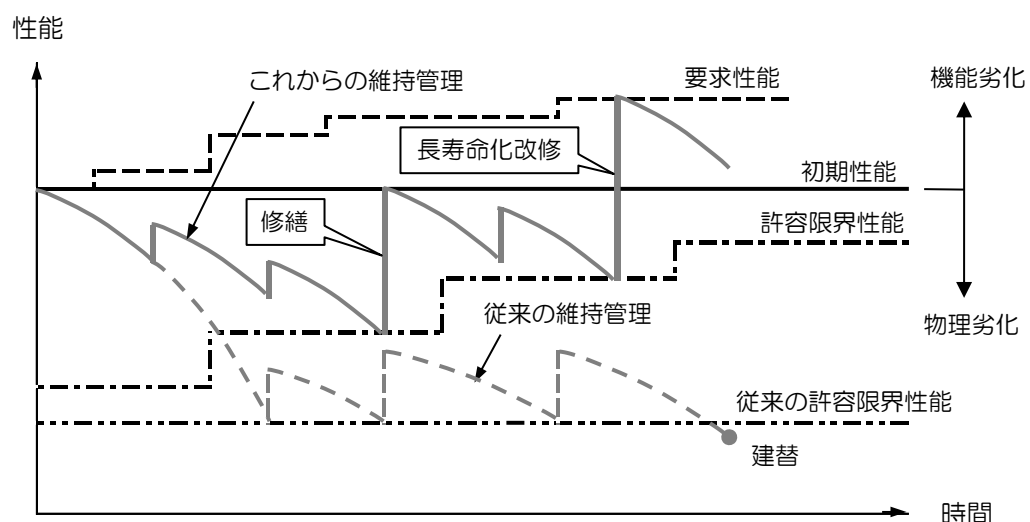 性能
これからの維持管理
要求性能
機能劣化
長寿命化改修
初期性能
修繕
許容限界性能
従来の維持管理
物理劣化
従来の許容限界性能
建替
時間